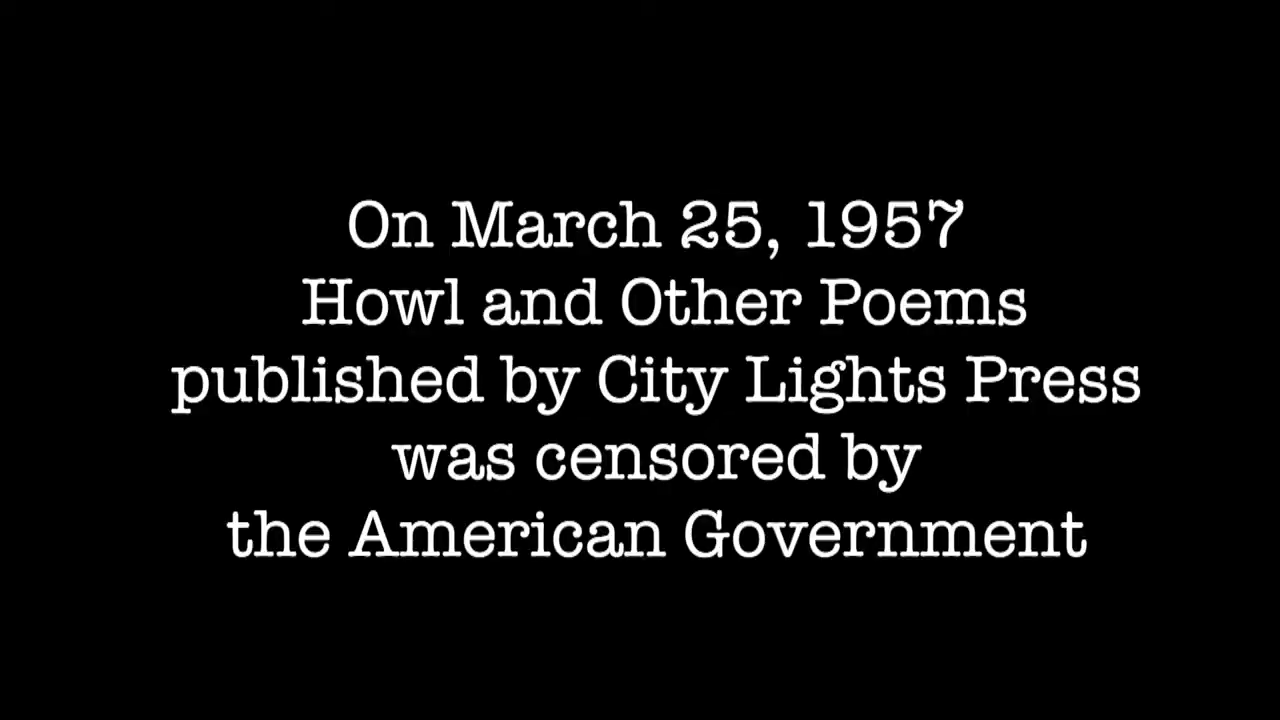 On March 25, 1957
Howl and Other Poems
published by City Lights Press
was censored by
the American Government